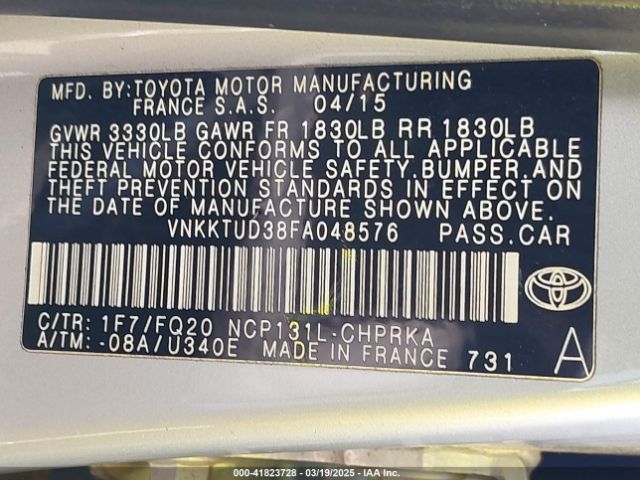 MFD. BY: TOYOTA MOTOR MANUFACTURING
FRANCE S.A.S. 04/15
GVWR 3330LB GAWR FR 1830LB RR 1830LB
THIS VEHICLE CONFORMS TO ALL APPLICABLE
FEDERAL MOTOR VEHICLE SAFETY, BUMPER, AND
THEFT PREVENTION STANDARDS IN EFFECT ON
THE DATE OF MANUFACTURE SHOWN ABOVE.
VNKKTUD38FA048576 PASS.CAR
C/TR: 1F7/FQ20 NCP131L-CHPRKA
A/TM: -08A/U340E MADE IN FRANCE 731 A
000-41823728 - 03/19/2025 - IAA Inc.